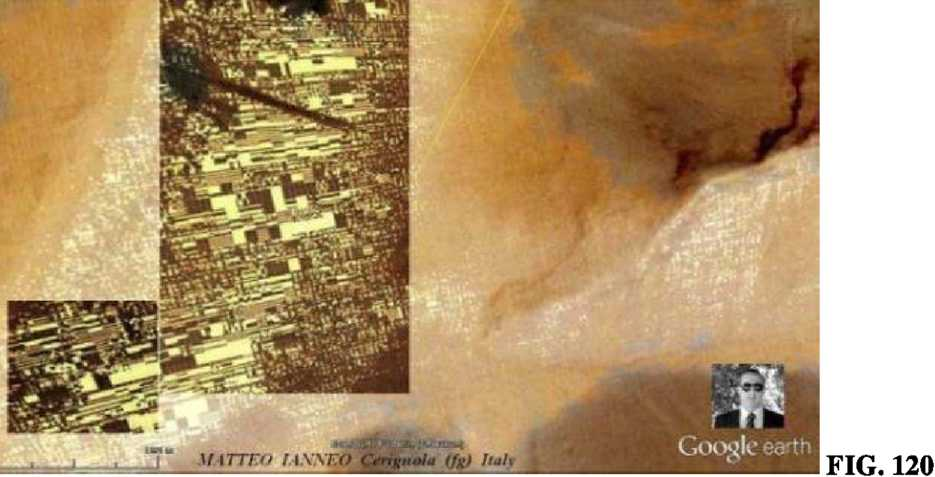 MATTEO IANNEO Cerignola (fg) Italy
Google earth
FIG. 120